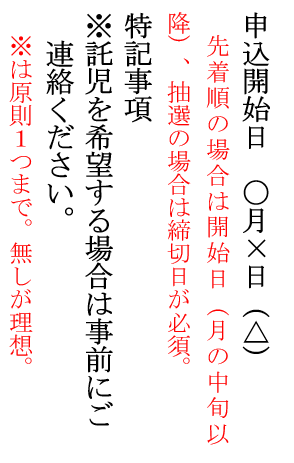 申込開始日　〇月×日（△）
先着順の場合は開始日（月の中旬以
降）、抽選の場合は締切日が必須。
特記事項
※託児を希望する場合は事前にご
連絡ください。
※は原則１つまで。無しが理想。